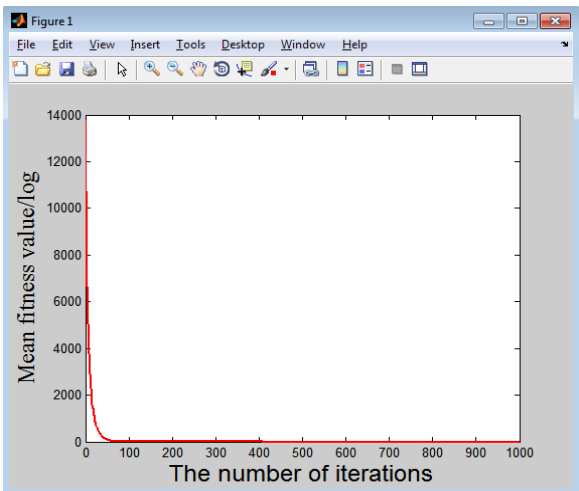 Figure 1
File Edit View Insert Tools Desktop Window Help
Mean fitness value/log
14000
12000
10000
8000
6000
4000
2000
0
0 100 200 300 400 500 600 700 800 900 1000
The number of iterations